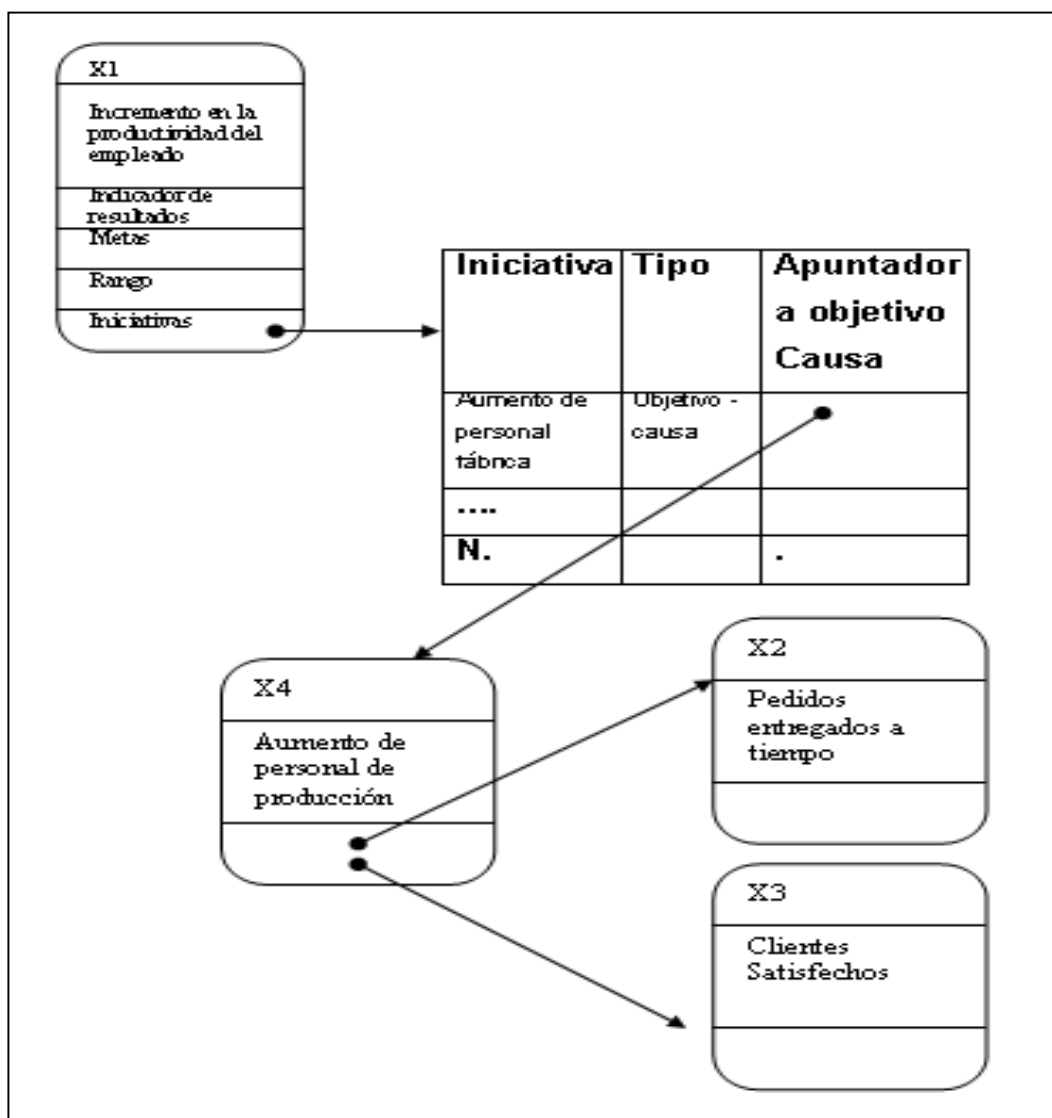 X1
Incremento en la
productividad del
empleado
Indicador de
resultados
Metas
Rango
Iniciativas
Iniciativa Tipo Apuntador
a objetivo
Causa
Aumento de Objetivo -
personal causa
fábrica
....
N. .
X4
Aumento de
personal de
producción
X2
Pedidos
entregados a
tiempo
X3
Clientes
Satisfechos